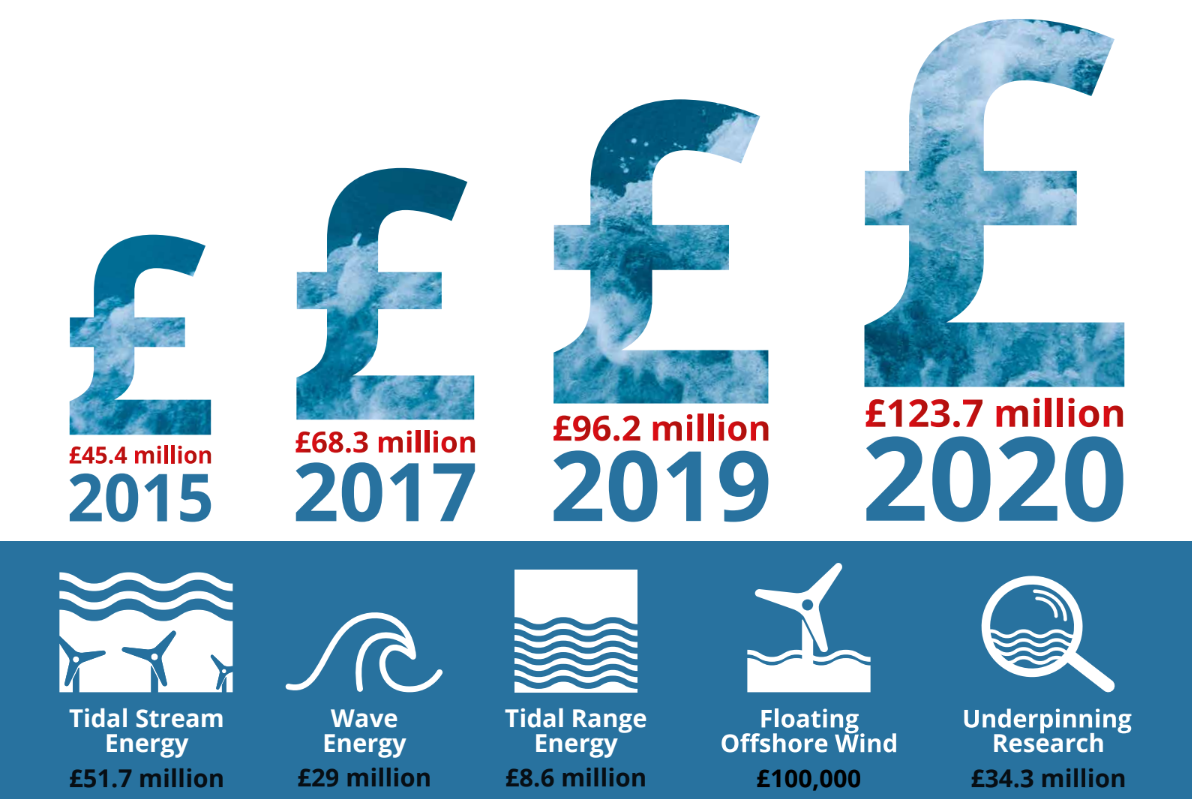 £45.4 million
2015
£68.3 million
2017
£96.2 million
2019
£123.7 million
2020
Tidal Stream
Energy
£51.7 million
Wave
Energy
£29 million
Tidal Range
Energy
£8.6 million
Floating
Offshore Wind
£100,000
Underpinning
Research
£34.3 million